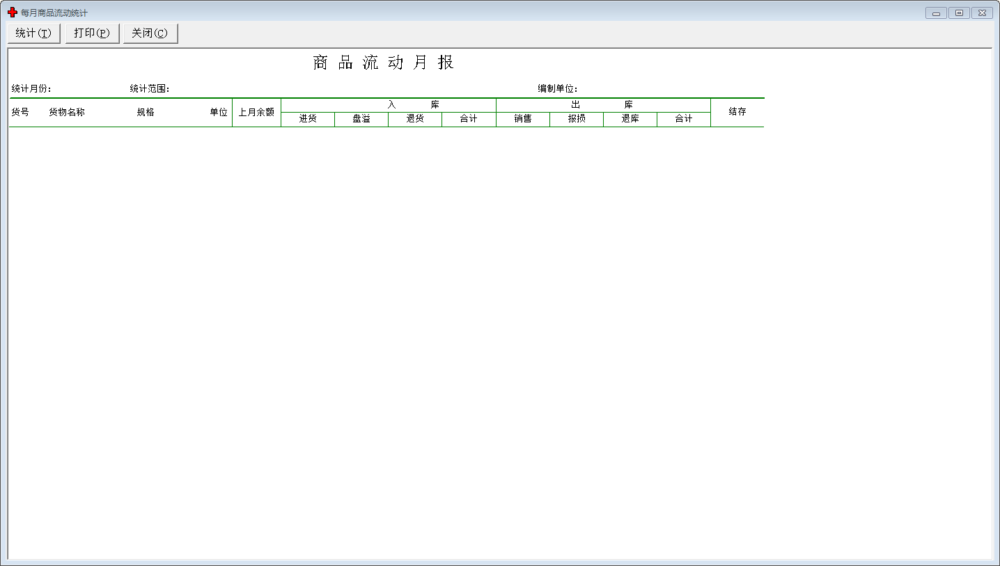 每月商品流动统计
统计(T) 打印(P) 关闭(C)
商 品 流 动 月 报
统计月份: 统计范围: 编制单位:
货号 货物名称 规格 单位 上月余额 入 库 出 库 结存
进货 盘溢 退货 合计 销售 报损 退库 合计